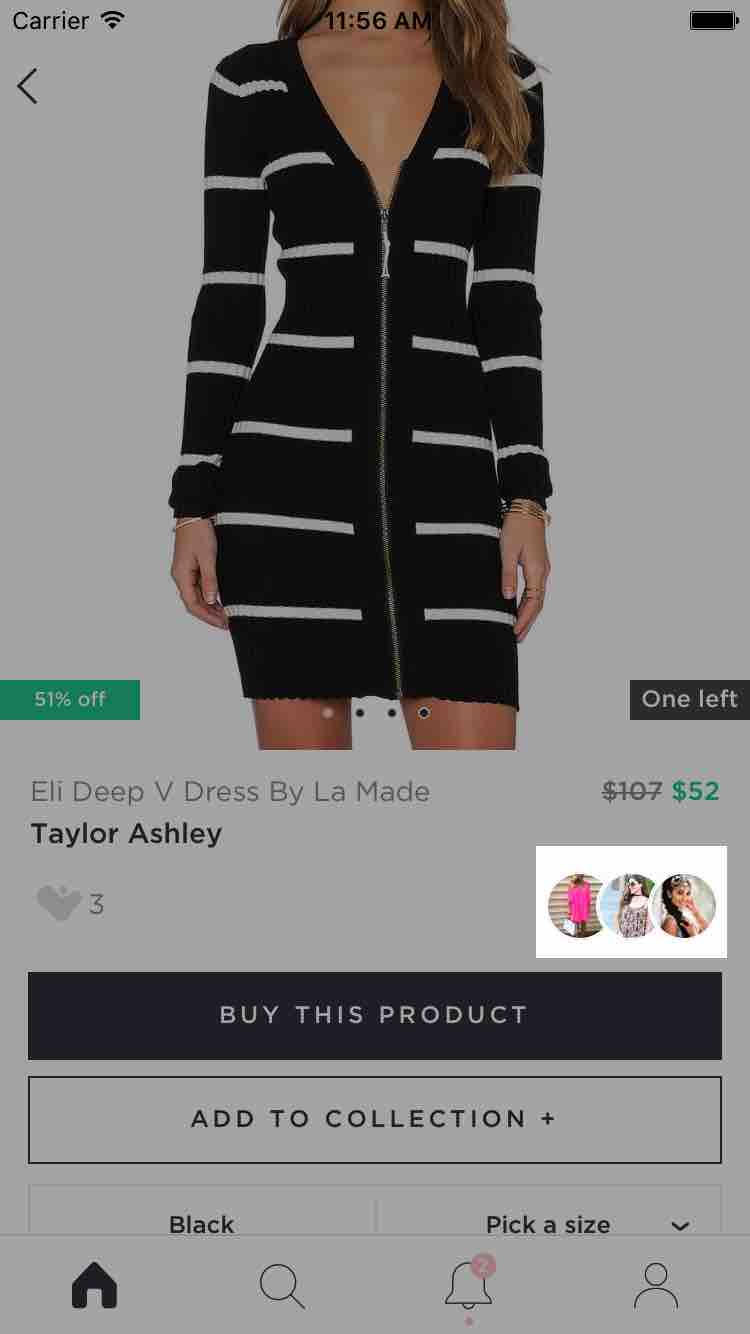 Carrier 11:56 AM
51% off
One left
Eli Deep V Dress By La Made $107 $52
Taylor Ashley
3
BUY THIS PRODUCT
ADD TO COLLECTION +
Black Pick a size
2